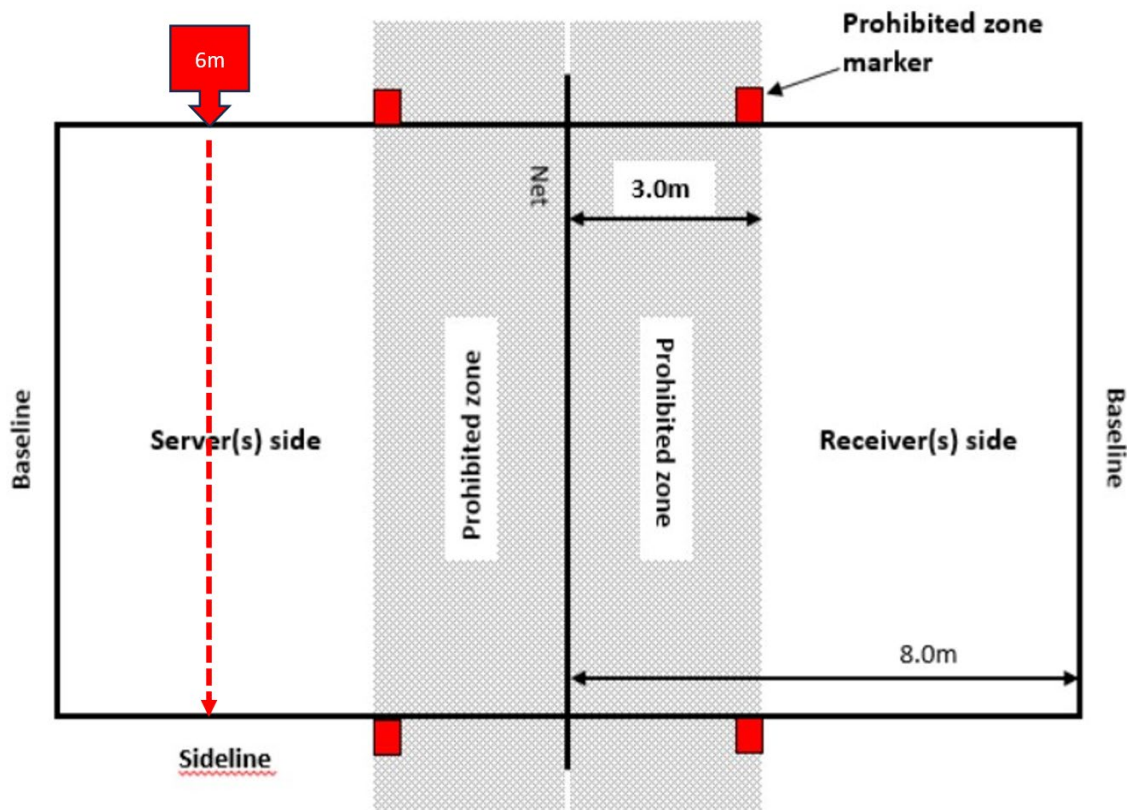 Prohibited zone
marker
6m
Net
3.0m
Prohibited zone
Prohibited zone
Baseline
Server(s) side
Receiver(s) side
Baseline
8.0m
Sideline